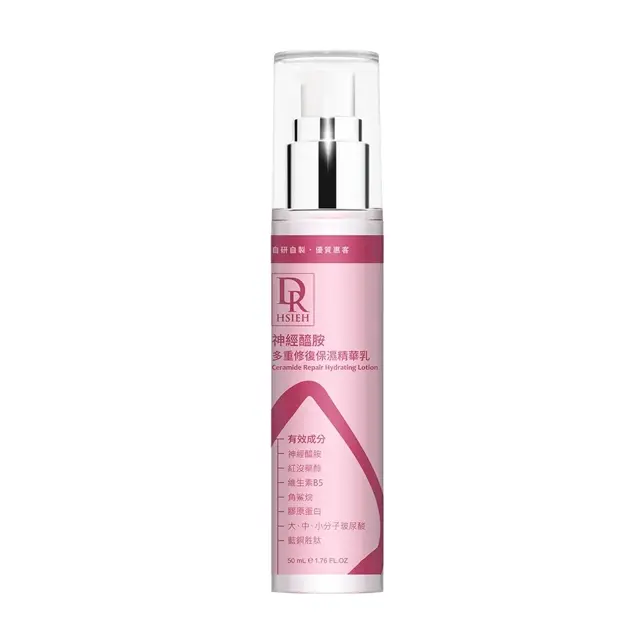 自研自製、優質惠客
DR
HSIEH
神經醯胺
多重修復保濕精華乳
Ceramide Repair Hydrating Lotion
有效成分
神經醯胺
紅沒藥醇
維生素B5
角鯊烷
膠原蛋白
大、中、小分子玻尿酸
藍銅胜肽
50 mL ℮ 1.76 FL.OZ